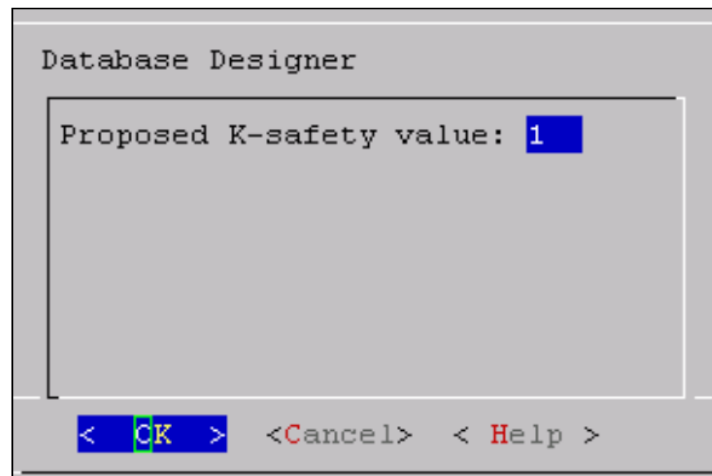 Database Designer
Proposed K-safety value: 1
< OK > <Cancel> < Help >